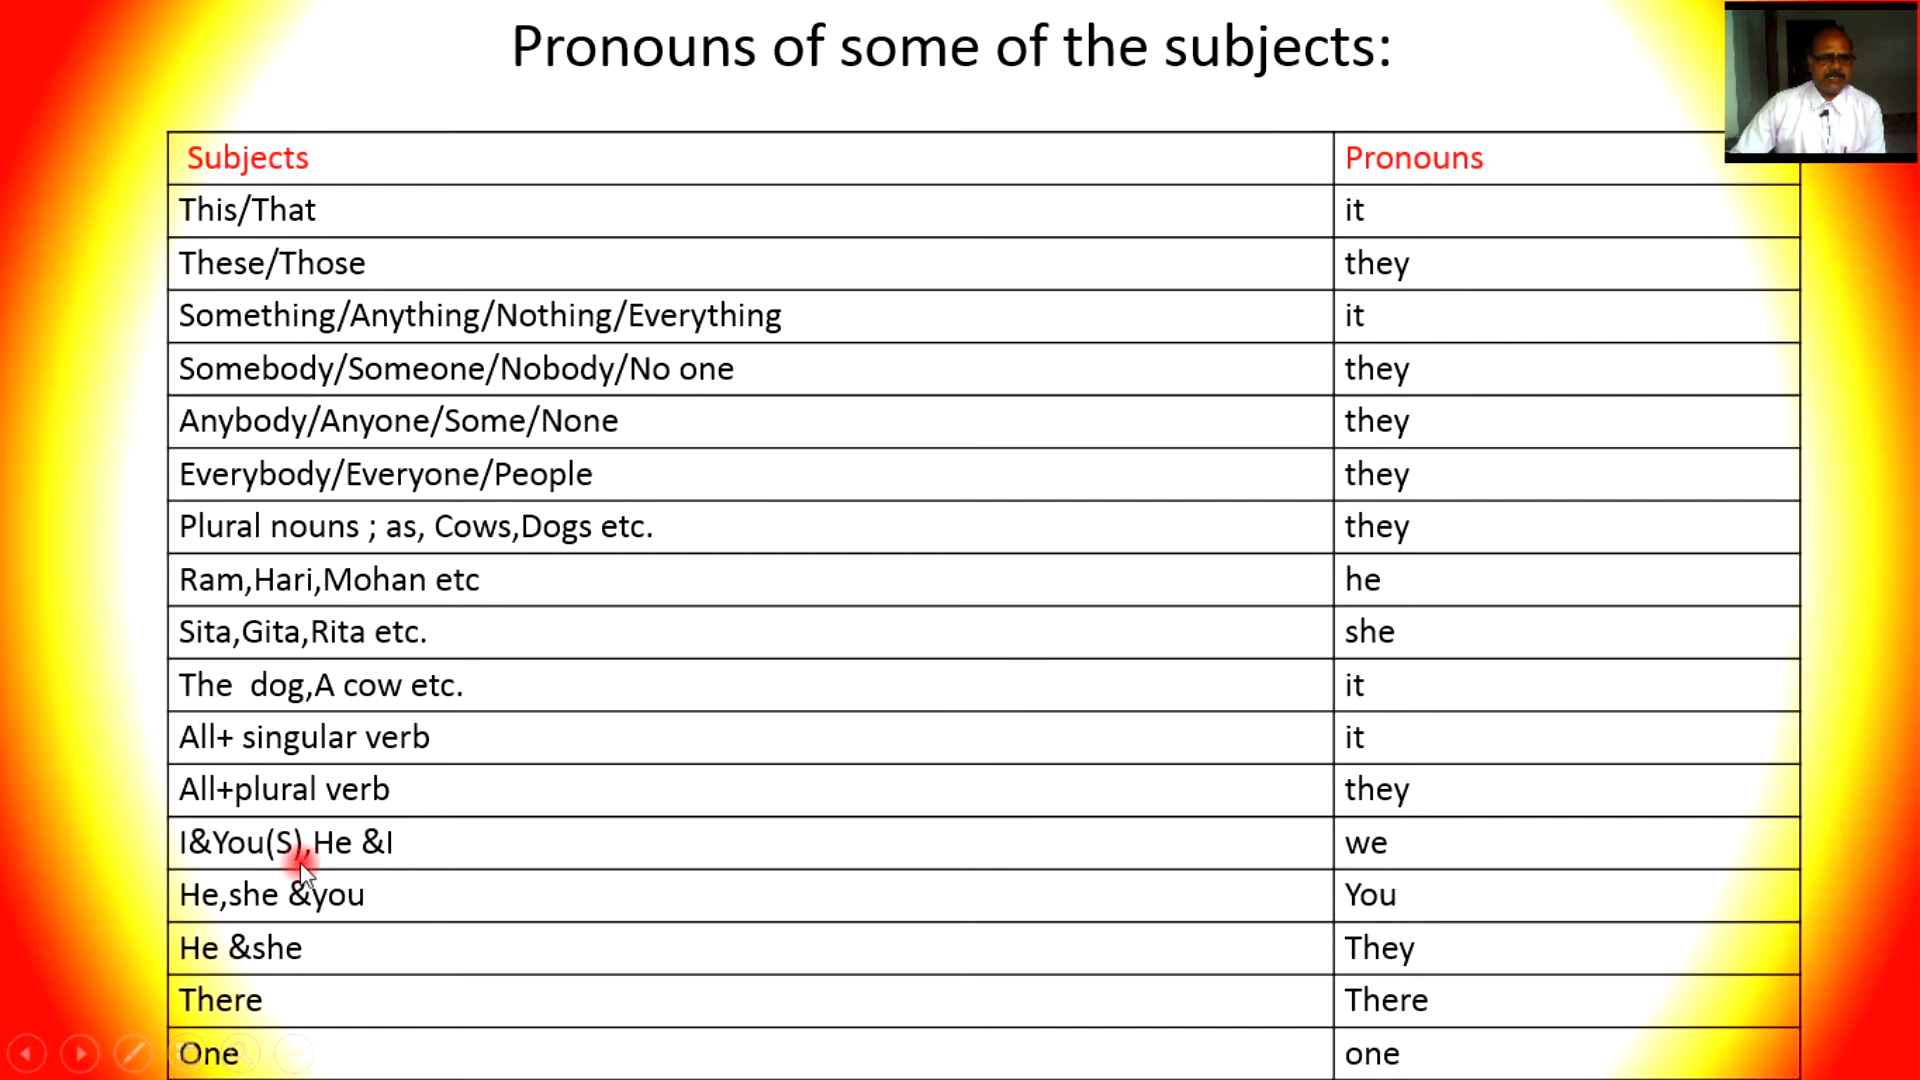 Pronouns of some of the subjects:
Subjects Pronouns
This/That it
These/Those they
Something/Anything/Nothing/Everything it
Somebody/Someone/Nobody/No one they
Anybody/Anyone/Some/None they
Everybody/Everyone/People they
Plural nouns ; as, Cows,Dogs etc. they
Ram,Hari,Mohan etc he
Sita,Gita,Rita etc. she
The dog,A cow etc. it
All+ singular verb it
All+plural verb they
I&You(S),He &I we
He,she &you You
He &she They
There There
One one